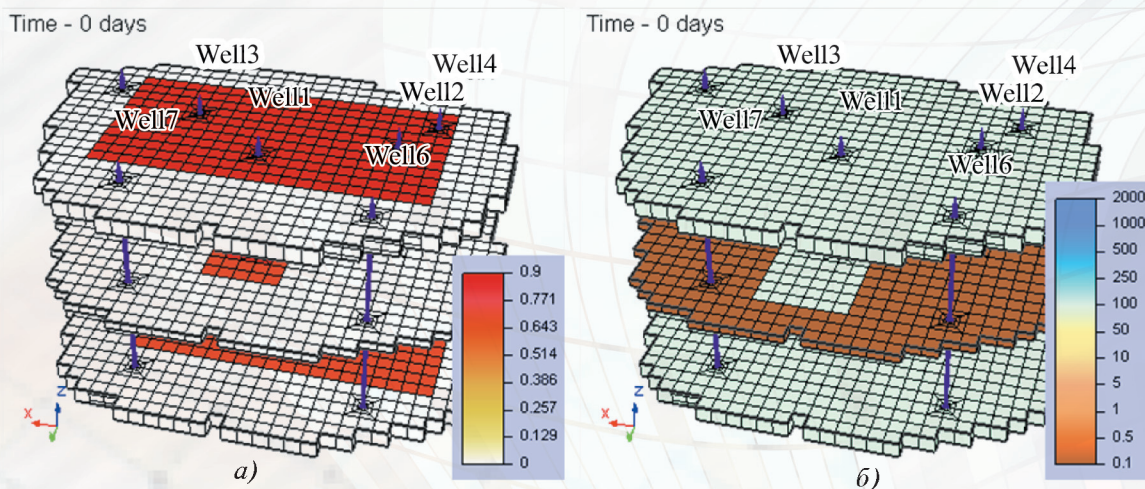 Time - 0 days
Well3
Well4
Well1
Well2
Well7
Well6
0.9
0.771
0.643
0.514
0.386
0.257
0.129
0
X
Z
Y
а)
Time - 0 days
Well3
Well4
Well1
Well2
Well7
Well6
2000
1000
500
250
100
50
10
5
1
0.5
0.1
X
Z
Y
б)